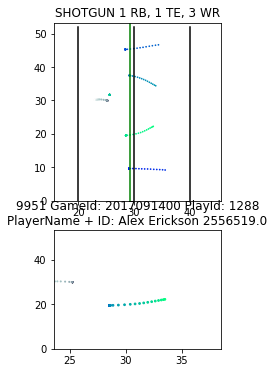 SHOTGUN 1 RB, 1 TE, 3 WR
50
40
30
20
10
0
20 30 40
9951 GameId: 2017091400 PlayId: 1288
PlayerName + ID: Alex Erickson 2556519.0
40
20
0
25 30 35